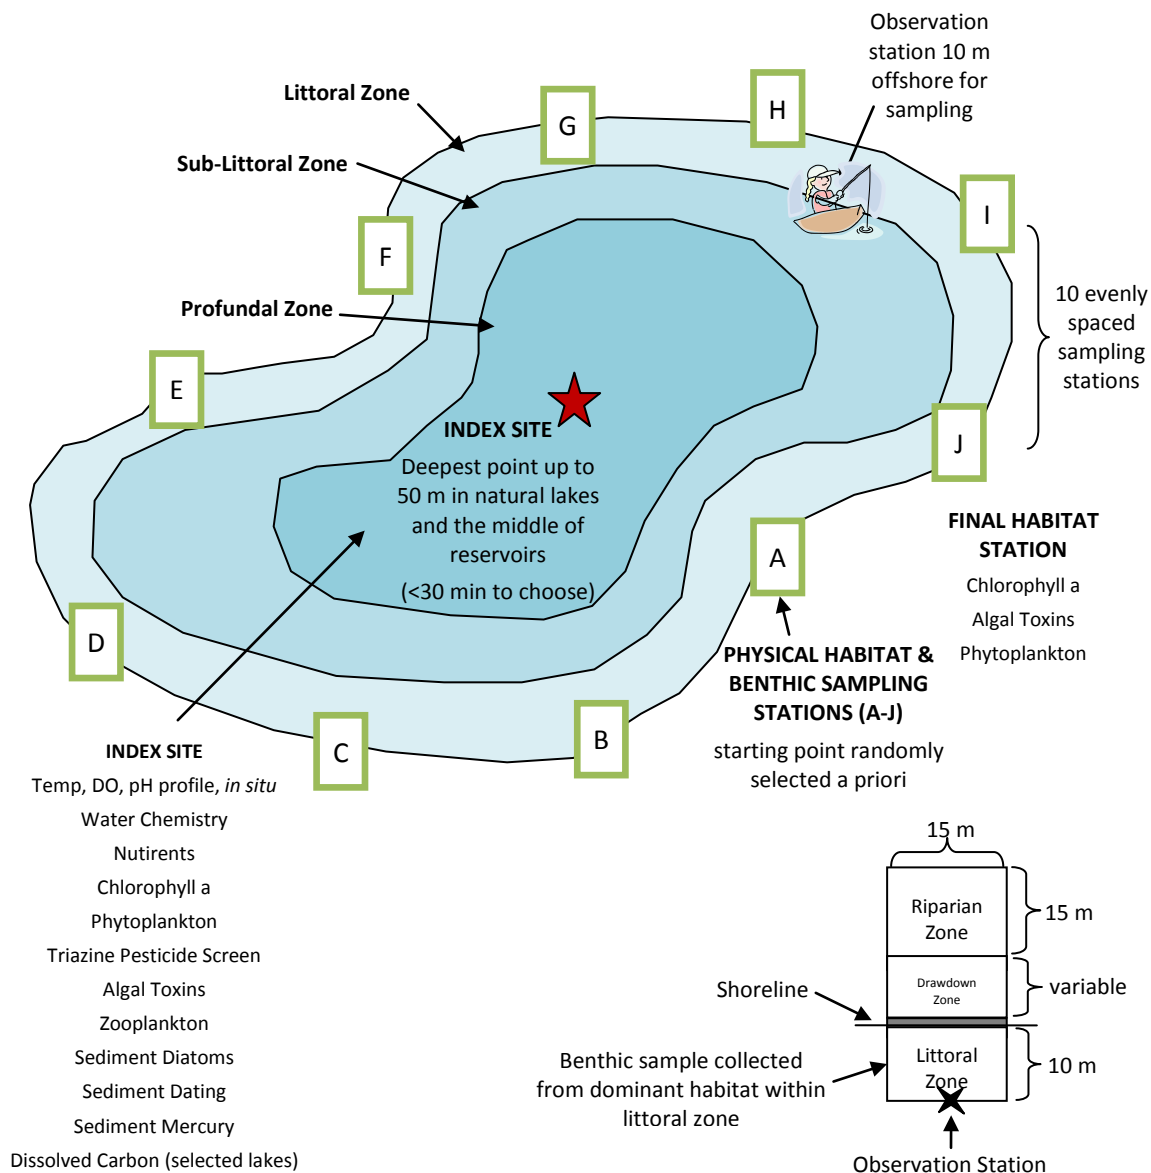 Observation
station 10 m
offshore for
sampling
Littoral Zone
Sub-Littoral Zone
Profundal Zone
G
H
I
F
E
J
A
D
C
B
10 evenly
spaced
sampling
stations
INDEX SITE
Deepest point up to
50 m in natural lakes
and the middle of
reservoirs
(<30 min to choose)
FINAL HABITAT
STATION
Chlorophyll a
Algal Toxins
Phytoplankton
PHYSICAL HABITAT &
BENTHIC SAMPLING
STATIONS (A-J)
starting point randomly
selected a priori
INDEX SITE
Temp, DO, pH profile, in situ
Water Chemistry
Nutirents
Chlorophyll a
Phytoplankton
Triazine Pesticide Screen
Algal Toxins
Zooplankton
Sediment Diatoms
Sediment Dating
Sediment Mercury
Dissolved Carbon (selected lakes)
15 m
Riparian
Zone
15 m
Drawdown
Zone
variable
Shoreline
Littoral
Zone
10 m
Benthic sample collected
from dominant habitat within
littoral zone
Observation Station